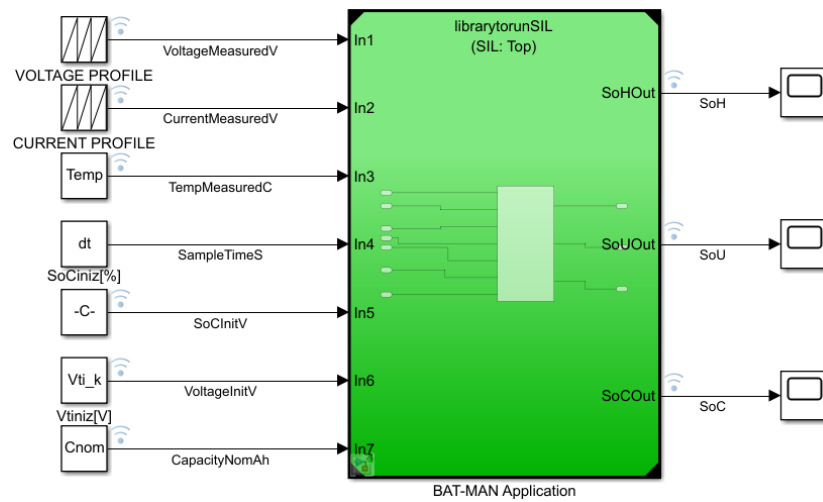 librarytorunSIL
(SIL: Top)
In1
VoltageMeasuredV
VOLTAGE PROFILE
SoHOut
SoH
In2
CurrentMeasuredV
CURRENT PROFILE
Temp
In3
TempMeasuredC
dt
In4
SampleTimeS
SoUOut
SoU
SoCiniz[%]
-C-
In5
SoCInitV
Vti_k
In6
VoltageInitV
SoCOut
SoC
Vtiniz[V]
Cnom
In7
CapacityNomAh
BAT-MAN Application